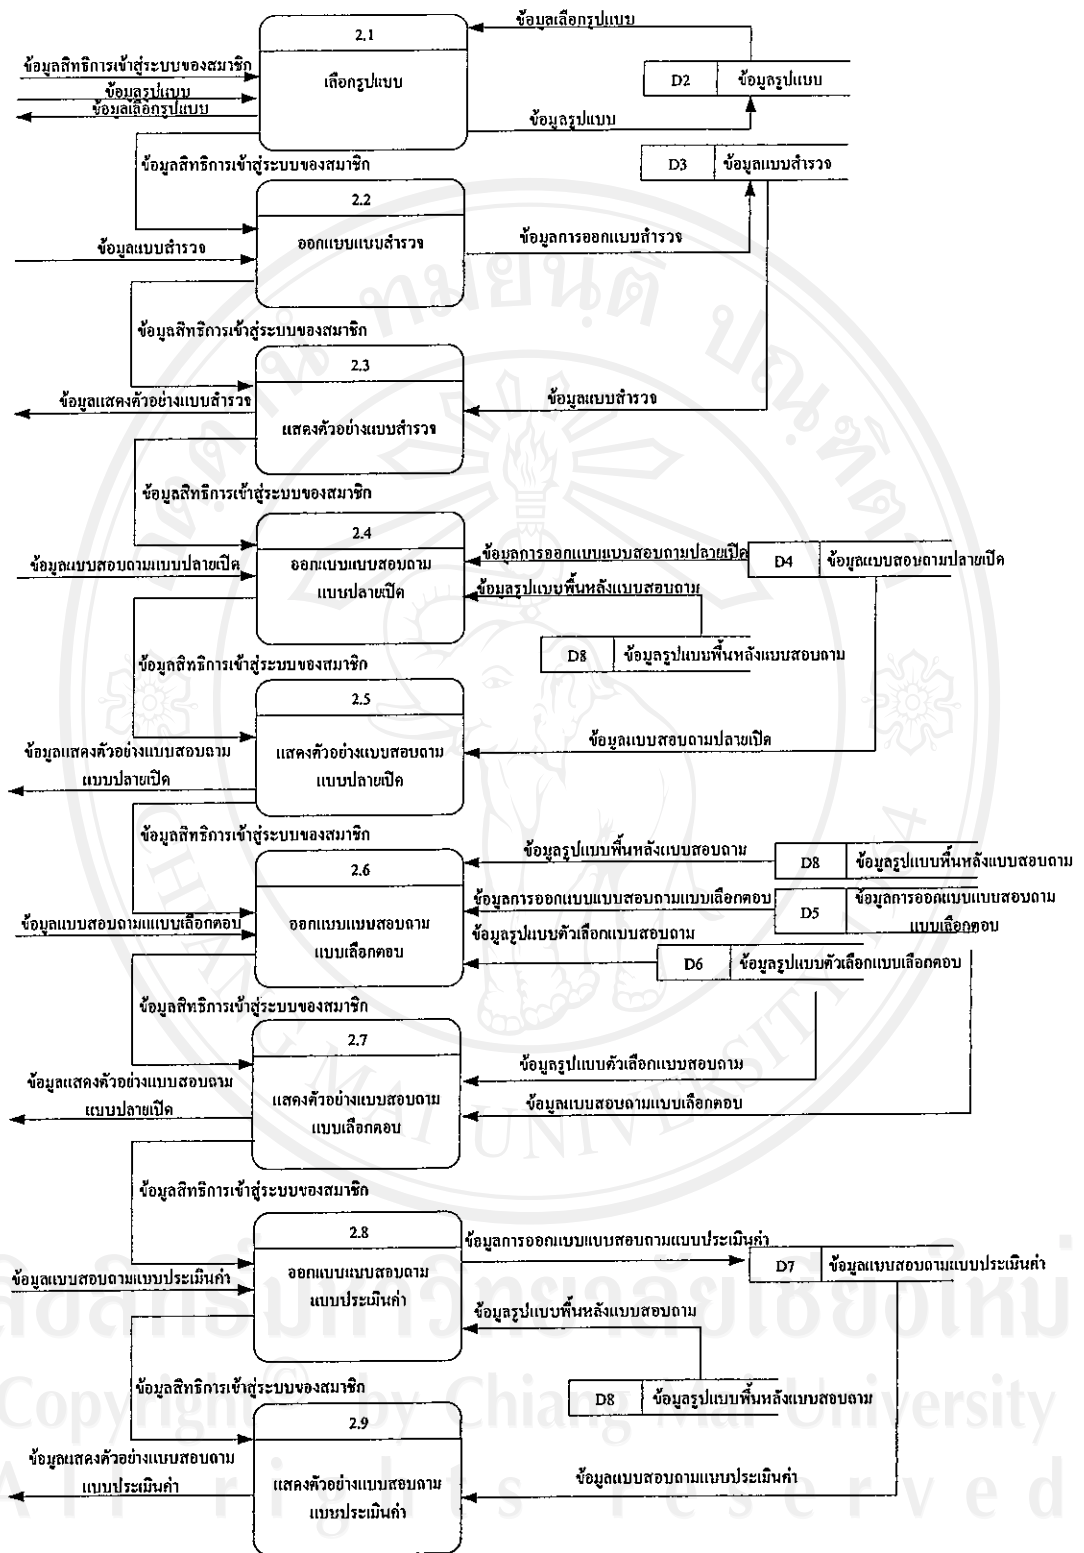 ข้อมูลเลือกรูปแบบ
2.1
เลือกรูปแบบ
ข้อมูลสิทธิการเข้าสู่ระบบของสมาชิก
ข้อมูลรูปแบบ
ข้อมูลเลือกรูปแบบ
D2 ข้อมูลรูปแบบ
ข้อมูลรูปแบบ
ข้อมูลสิทธิการเข้าสู่ระบบของสมาชิก
D3 ข้อมูลแบบสำรวจ
2.2
ออกแบบแบบสำรวจ
ข้อมูลแบบสำรวจ
ข้อมูลการออกแบบสำรวจ
ข้อมูลสิทธิการเข้าสู่ระบบของสมาชิก
2.3
แสดงตัวอย่างแบบสำรวจ
ข้อมูลแสดงตัวอย่างแบบสำรวจ
ข้อมูลแบบสำรวจ
ข้อมูลสิทธิการเข้าสู่ระบบของสมาชิก
2.4
ออกแบบแบบสอบถาม
แบบปลายเปิด
ข้อมูลแบบสอบถามแบบปลายเปิด
ข้อมูลการออกแบบแบบสอบถามปลายเปิด
D4 ข้อมูลแบบสอบถามปลายเปิด
ข้อมูลรูปแบบพื้นหลังแบบสอบถาม
D8 ข้อมูลรูปแบบพื้นหลังแบบสอบถาม
ข้อมูลสิทธิการเข้าสู่ระบบของสมาชิก
2.5
แสดงตัวอย่างแบบสอบถาม
แบบปลายเปิด
ข้อมูลแสดงตัวอย่างแบบสอบถาม
แบบปลายเปิด
ข้อมูลแบบสอบถามปลายเปิด
ข้อมูลสิทธิการเข้าสู่ระบบของสมาชิก
2.6
ออกแบบแบบสอบถาม
แบบเลือกตอบ
ข้อมูลแบบสอบถามแแบบเลือกตอบ
ข้อมูลรูปแบบพื้นหลังแบบสอบถาม
D8 ข้อมูลรูปแบบพื้นหลังแบบสอบถาม
ข้อมูลการออกแบบแบบสอบถามแบบเลือกตอบ
D5 ข้อมูลการออกแบบแบบสอบถาม
แบบเลือกตอบ
ข้อมูลรูปแบบตัวเลือกแบบสอบถาม
D6 ข้อมูลรูปแบบตัวเลือกแบบเลือกตอบ
ข้อมูลสิทธิการเข้าสู่ระบบของสมาชิก
2.7
แสดงตัวอย่างแบบสอบถาม
แบบเลือกตอบ
ข้อมูลแสดงตัวอย่างแบบสอบถาม
แบบปลายเปิด
ข้อมูลรูปแบบตัวเลือกแบบสอบถาม
ข้อมูลแบบสอบถามแบบเลือกตอบ
ข้อมูลสิทธิการเข้าสู่ระบบของสมาชิก
2.8
ออกแบบแบบสอบถาม
แบบประเมินค่า
ข้อมูลแบบสอบถามแบบประเมินค่า
ข้อมูลการออกแบบแบบสอบถามแบบประเมินค่า
D7 ข้อมูลแบบสอบถามแบบประเมินค่า
ข้อมูลรูปแบบพื้นหลังแบบสอบถาม
D8 ข้อมูลรูปแบบพื้นหลังแบบสอบถาม
ข้อมูลสิทธิการเข้าสู่ระบบของสมาชิก
2.9
แสดงตัวอย่างแบบสอบถาม
แบบประเมินค่า
ข้อมูลแสดงตัวอย่างแบบสอบถาม
แบบประเมินค่า
ข้อมูลแบบสอบถามแบบประเมินค่า
CHIANG MAI UNIVERSITY 1964
Copyright © by Chiang Mai University
All rights reserved